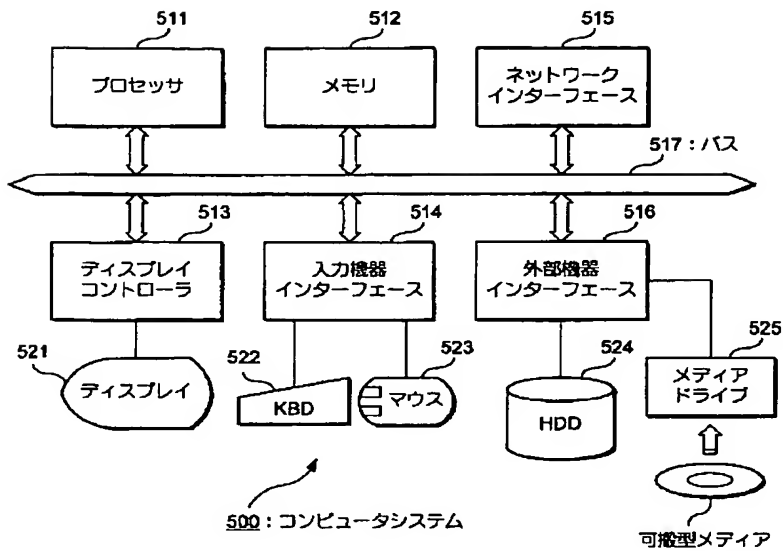 511
512
515
プロセッサ
メモリ
ネットワーク
インターフェース
517：バス
513
514
516
ディスプレイ
コントローラ
入力機器
インターフェース
外部機器
インターフェース
521
522
523
524
525
ディスプレイ
KBD
マウス
HDD
メディア
ドライブ
500：コンピュータシステム
可搬型メディア